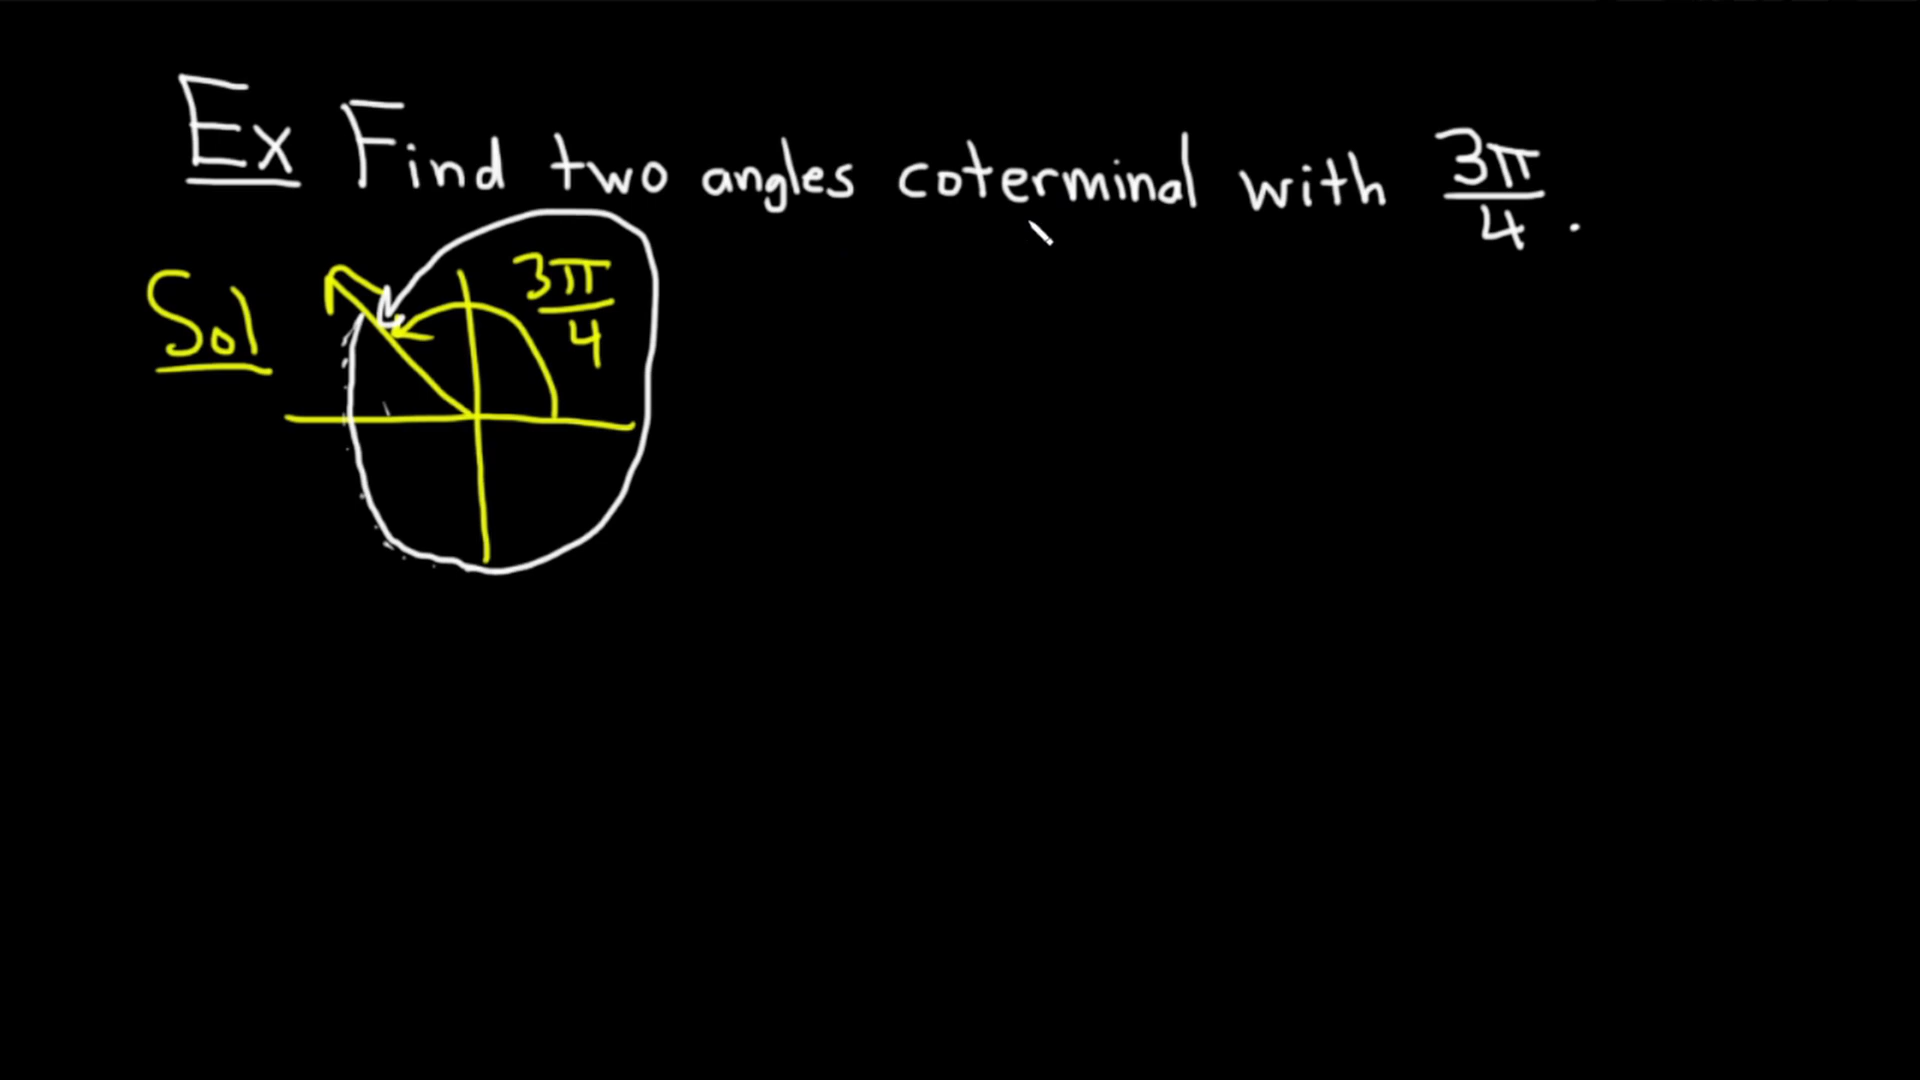 Ex Find two angles coterminal with 3π/4.
Sol
3π/4